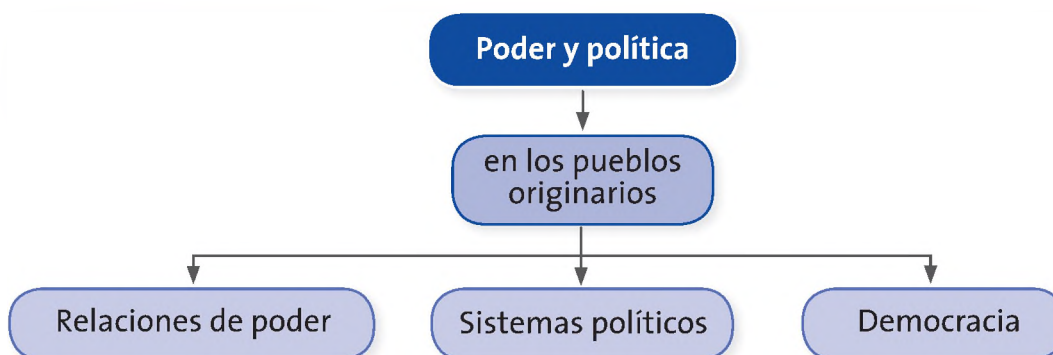 Poder y política
en los pueblos
originarios
Relaciones de poder
Sistemas políticos
Democracia